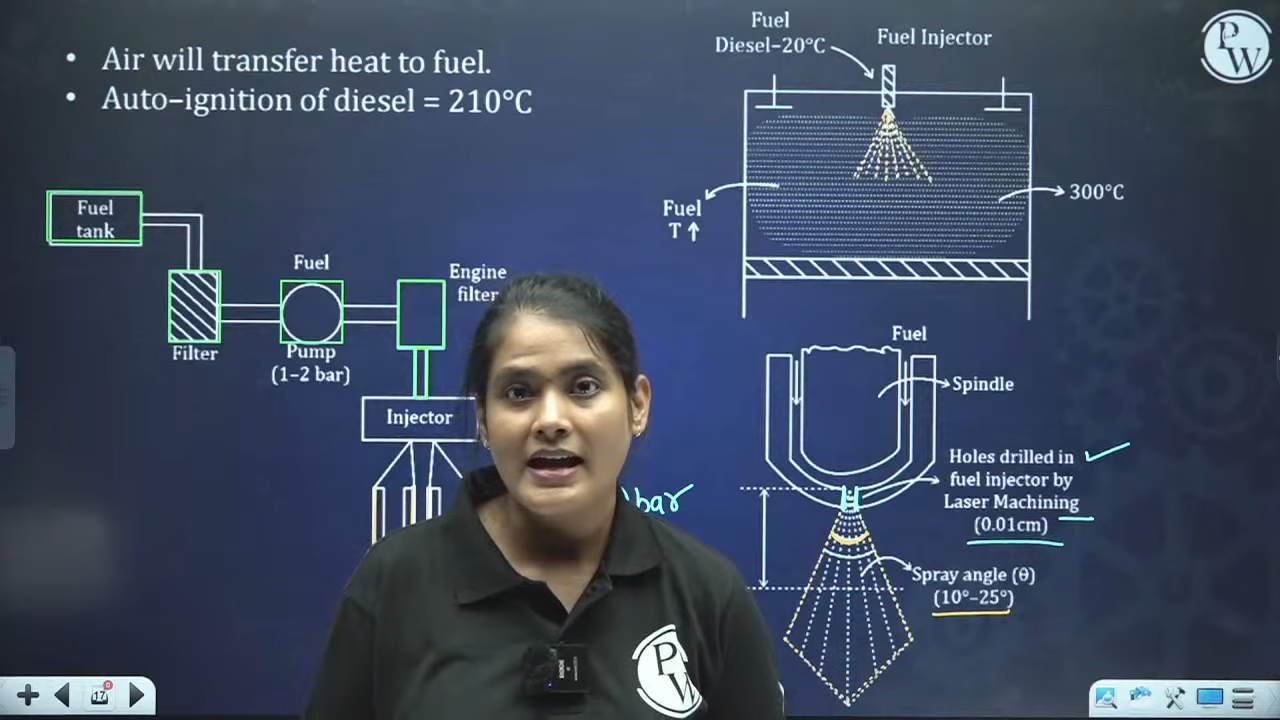 • Air will transfer heat to fuel.
• Auto–ignition of diesel = 210°C
Fuel
Diesel–20°C
Fuel Injector
PW
Fuel
T ↑
300°C
Fuel
tank
Filter
Fuel
Pump
(1–2 bar)
Engine
filter
Injector
bar
Fuel
Spindle
Holes drilled in
fuel injector by
Laser Machining
(0.01cm)
Spray angle (θ)
(10°–25°)
PW
17